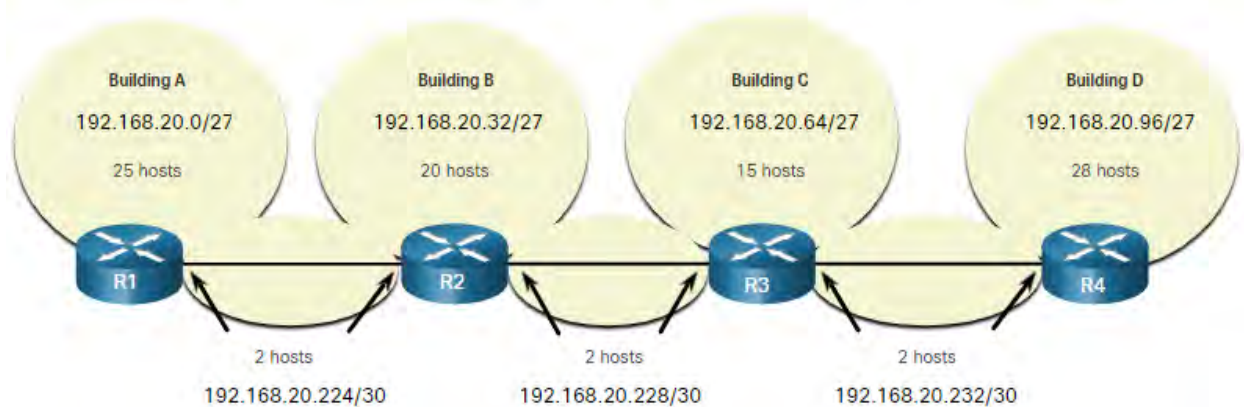 Building A
192.168.20.0/27
25 hosts
Building B
192.168.20.32/27
20 hosts
Building C
192.168.20.64/27
15 hosts
Building D
192.168.20.96/27
28 hosts
R1
R2
R3
R4
2 hosts
192.168.20.224/30
2 hosts
192.168.20.228/30
2 hosts
192.168.20.232/30